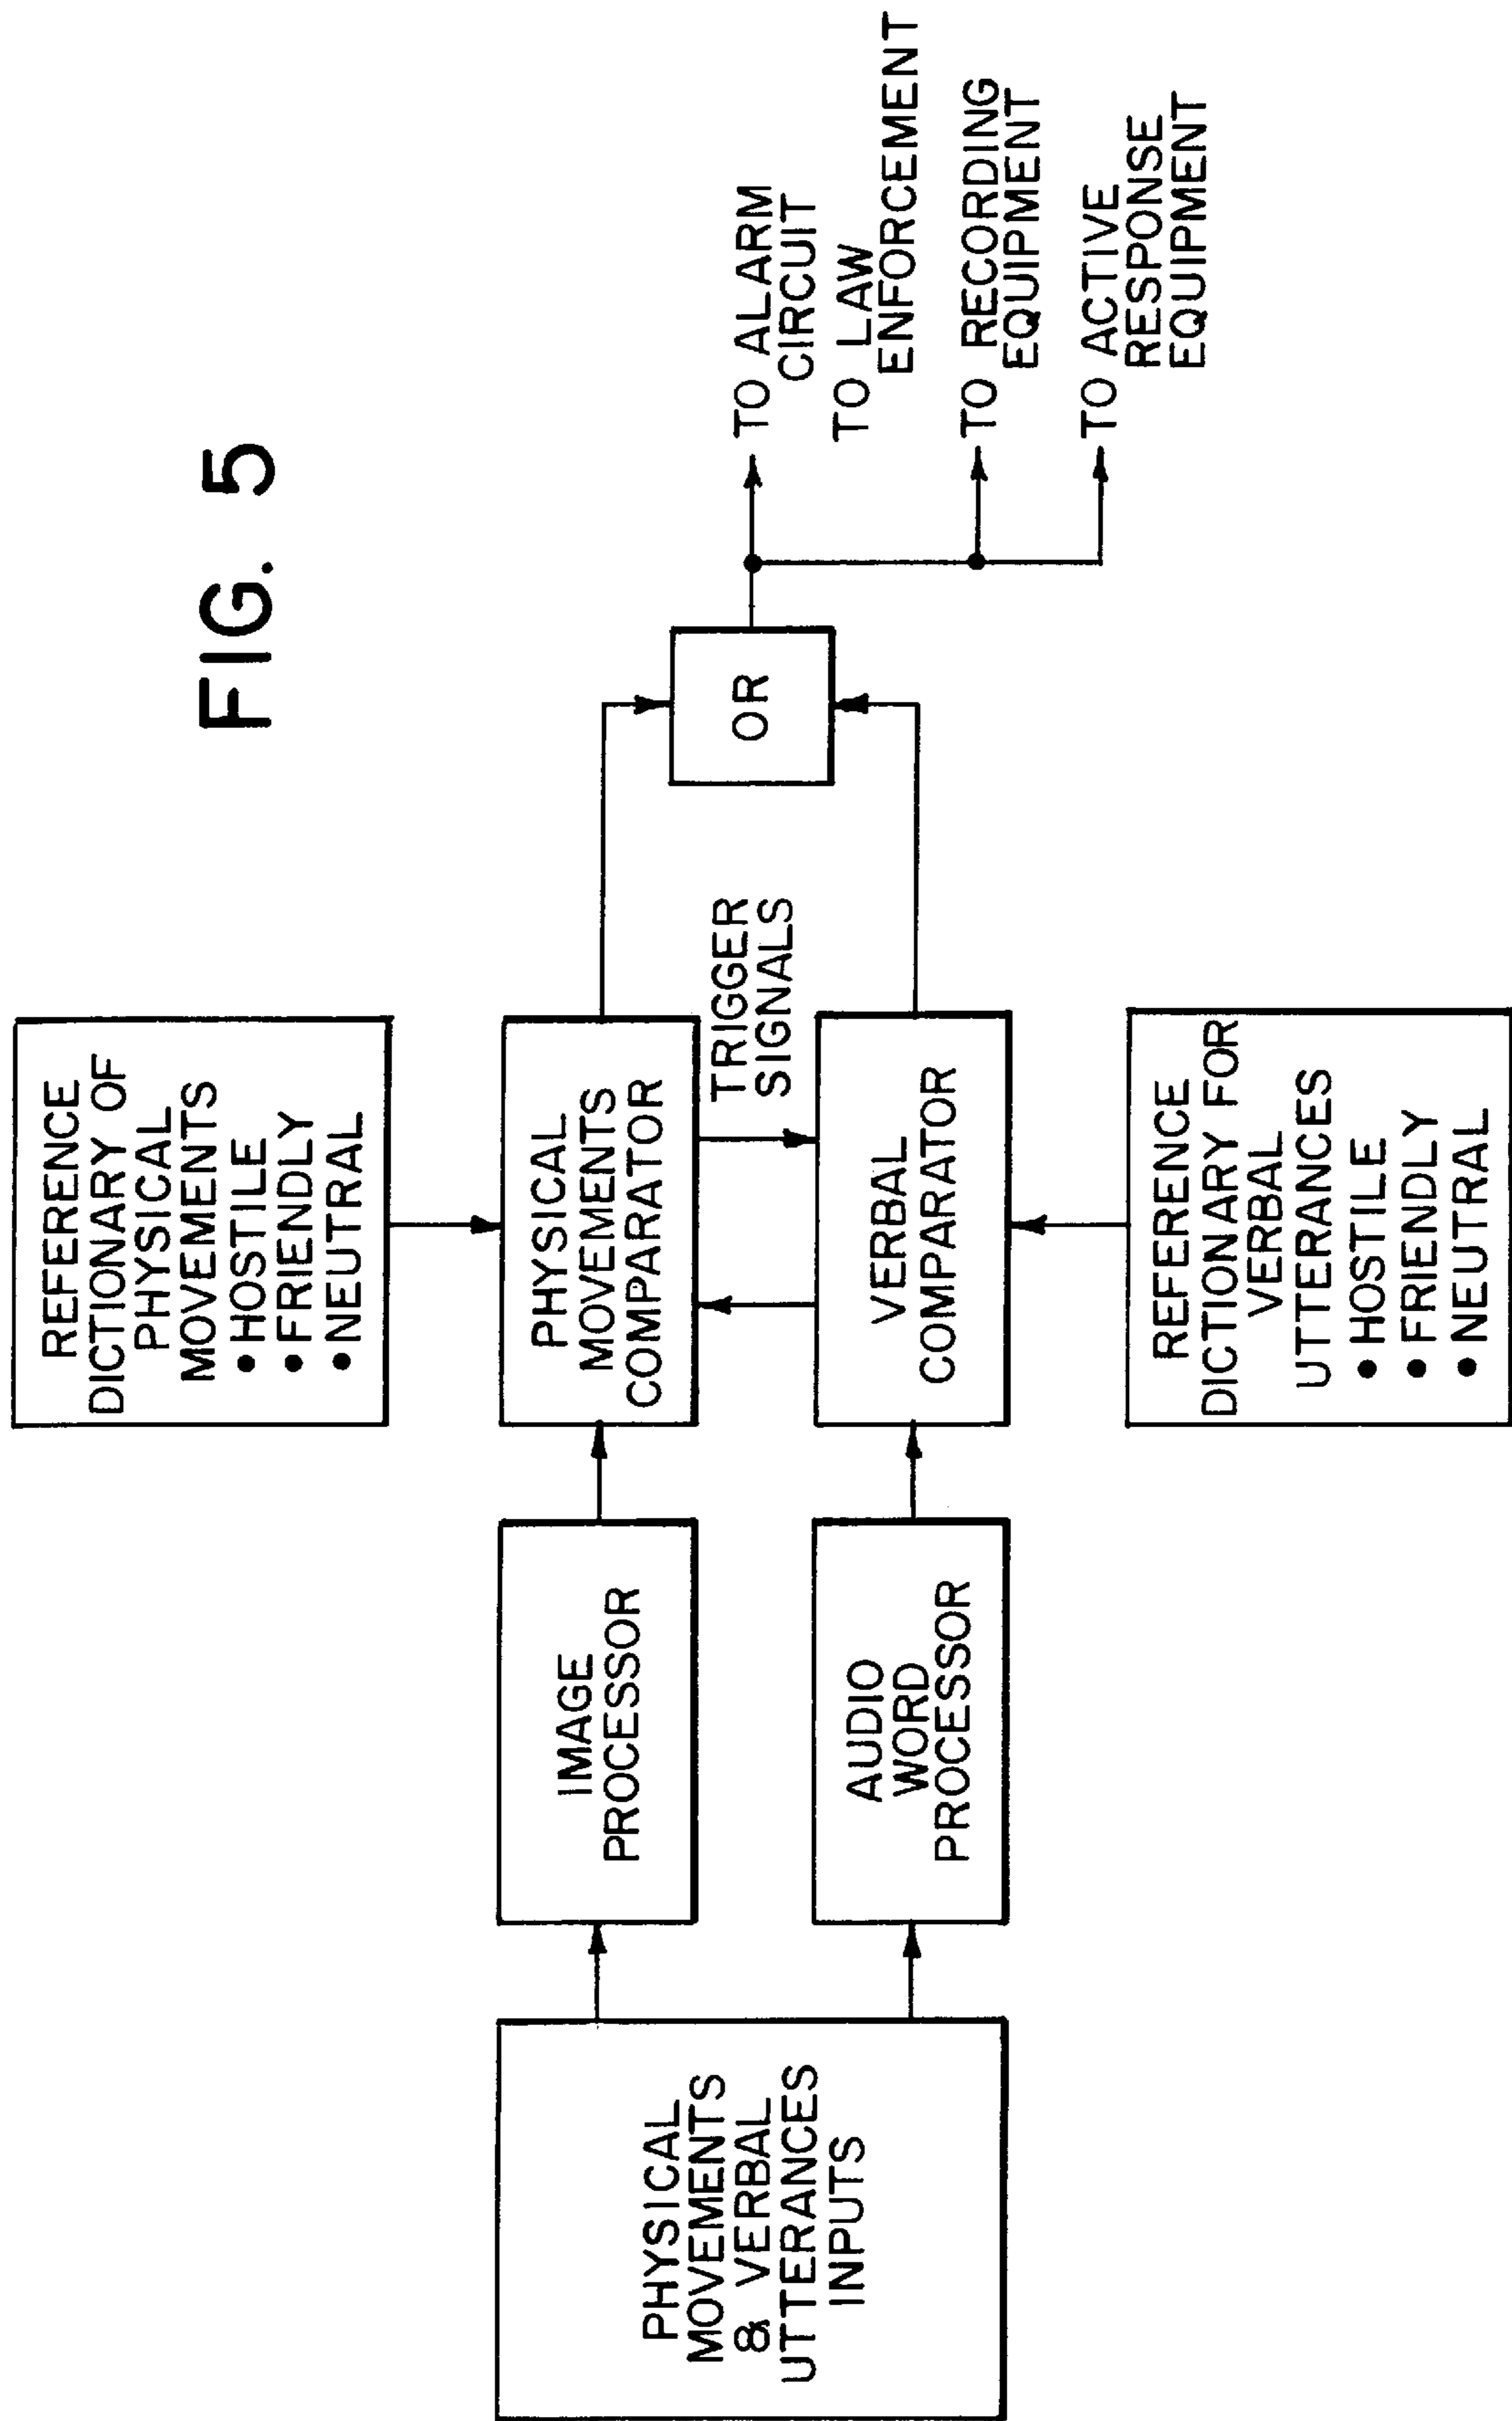 FIG. 5
REFERENCE
DICTIONARY OF
PHYSICAL
MOVEMENTS
• HOSTILE
• FRIENDLY
• NEUTRAL
PHYSICAL
MOVEMENTS
& VERBAL
UTTERANCES
INPUTS
IMAGE
PROCESSOR
PHYSICAL
MOVEMENTS
COMPARATOR
TRIGGER
SIGNALS
AUDIO
WORD
PROCESSOR
VERBAL
COMPARATOR
REFERENCE
DICTIONARY FOR
VERBAL
UTTERANCES
• HOSTILE
• FRIENDLY
• NEUTRAL
OR
TO ALARM
CIRCUIT
TO LAW
ENFORCEMENT
TO RECORDING
EQUIPMENT
TO ACTIVE
RESPONSE
EQUIPMENT